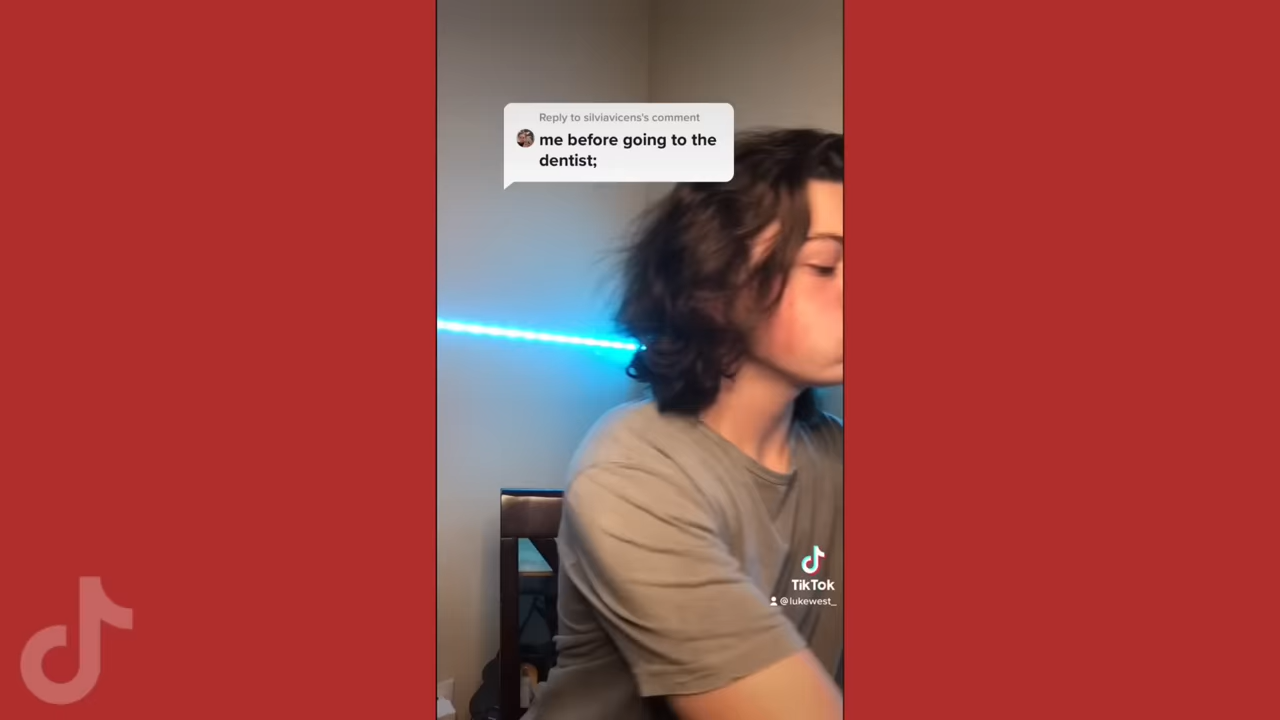 Reply to silviavicens's comment
me before going to the
dentist;
TikTok
@lukewest_